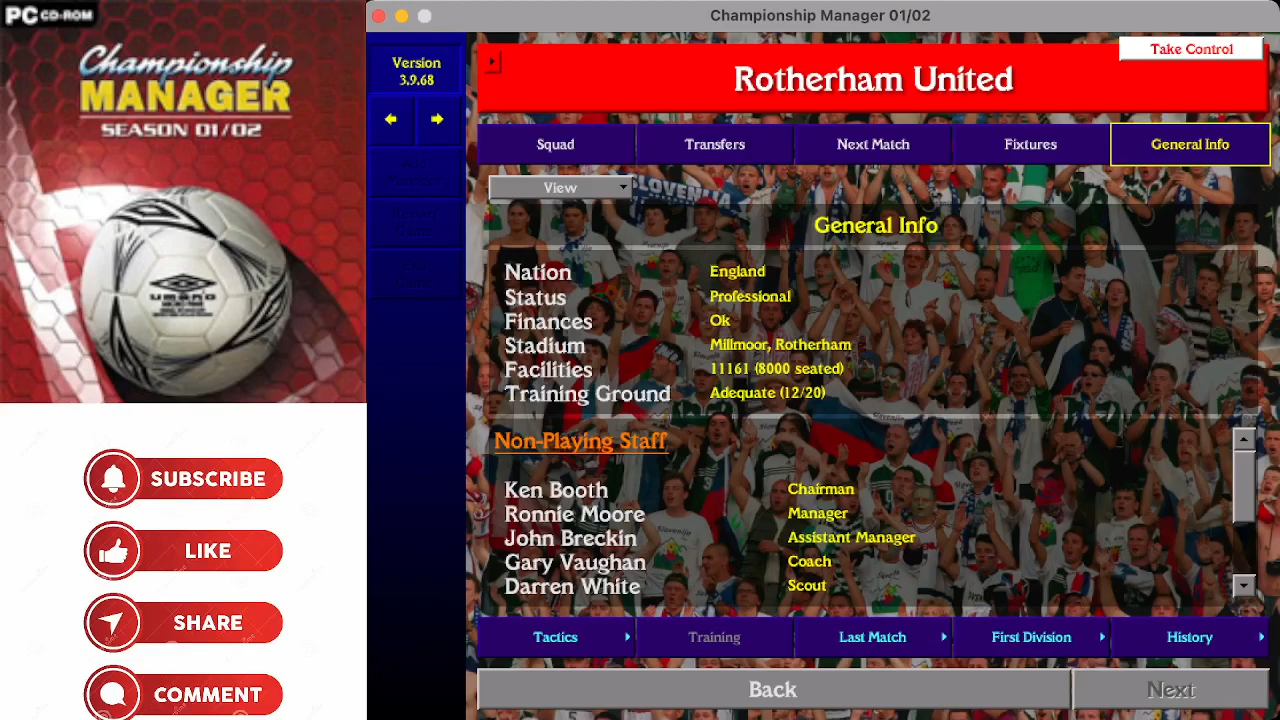 PC CD-ROM
Championship
MANAGER
SEASON 01/02
UMBRO
SUBSCRIBE
LIKE
SHARE
COMMENT
Championship Manager 01/02
Version
3.9.68
Take Control
Rotherham United
Squad
Transfers
Next Match
Fixtures
General Info
View
General Info
Nation England
Status Professional
Finances Ok
Stadium Millmoor, Rotherham
Facilities 11161 (8000 seated)
Training Ground Adequate (12/20)
Non-Playing Staff
Ken Booth Chairman
Ronnie Moore Manager
John Breckin Assistant Manager
Gary Vaughan Coach
Darren White Scout
Tactics
Training
Last Match
First Division
History
Back
Next